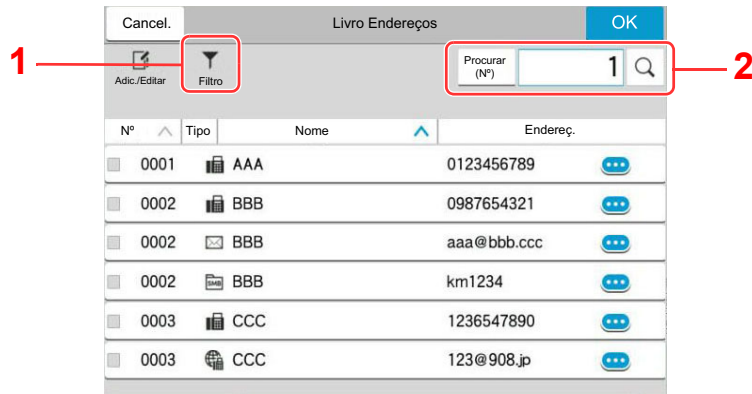 Cancel. Livro Endereços OK
1 2
Adic./Editar Filtro Procurar (Nº) 1
Nº Tipo Nome Endereç.
0001 AAA 0123456789
0002 BBB 0987654321
0002 BBB aaa@bbb.ccc
0002 SMB BBB km1234
0003 CCC 1236547890
0003 CCC 123@908.jp